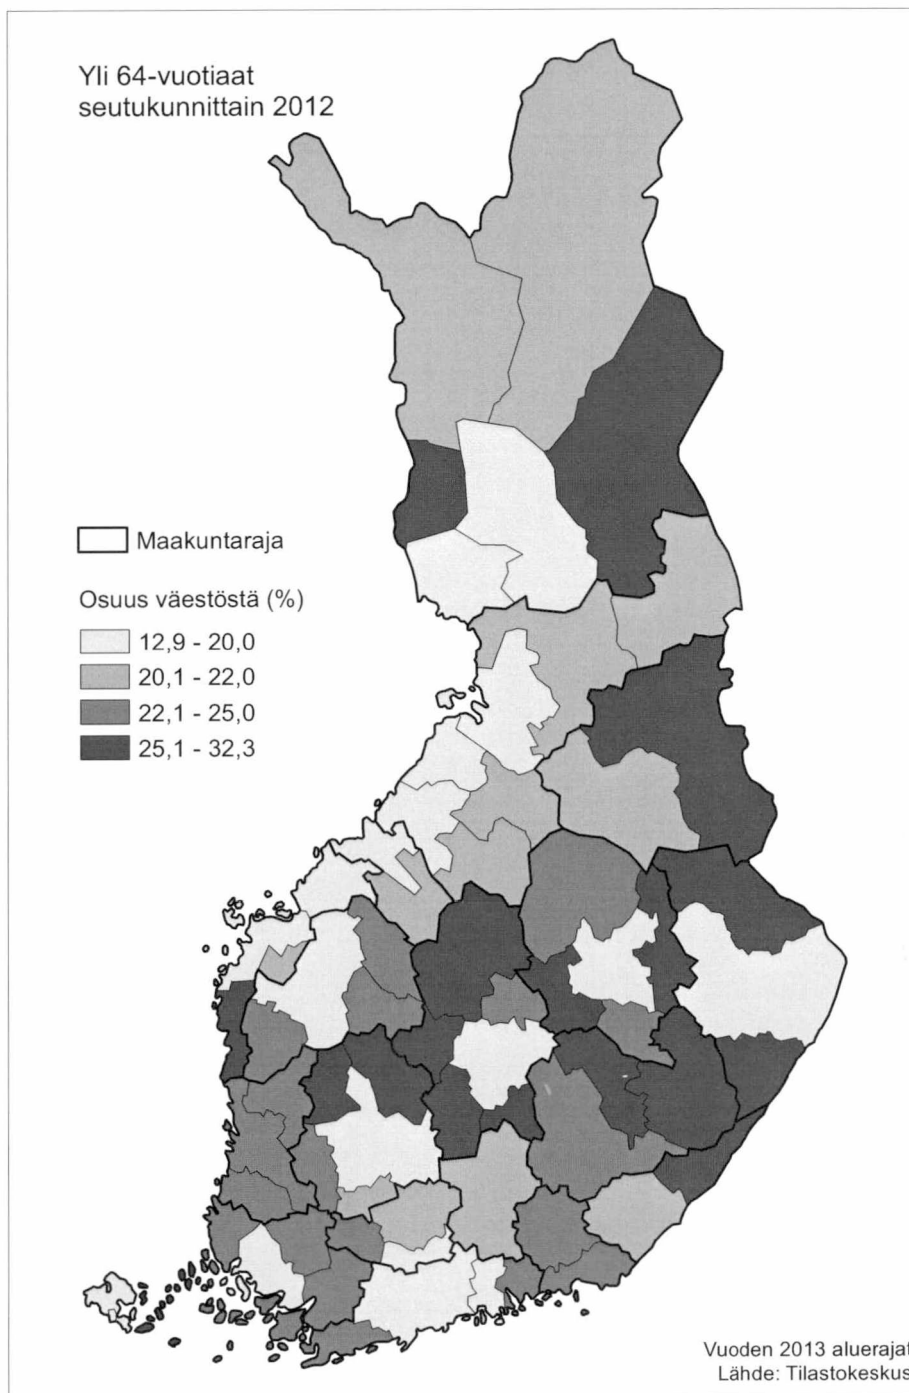 Yli 64-vuotiaat
seutukunnittain 2012
Maakuntaraja
Osuus väestöstä (%)
12,9 - 20,0
20,1 - 22,0
22,1 - 25,0
25,1 - 32,3
Vuoden 2013 aluerajat
Lähde: Tilastokeskus